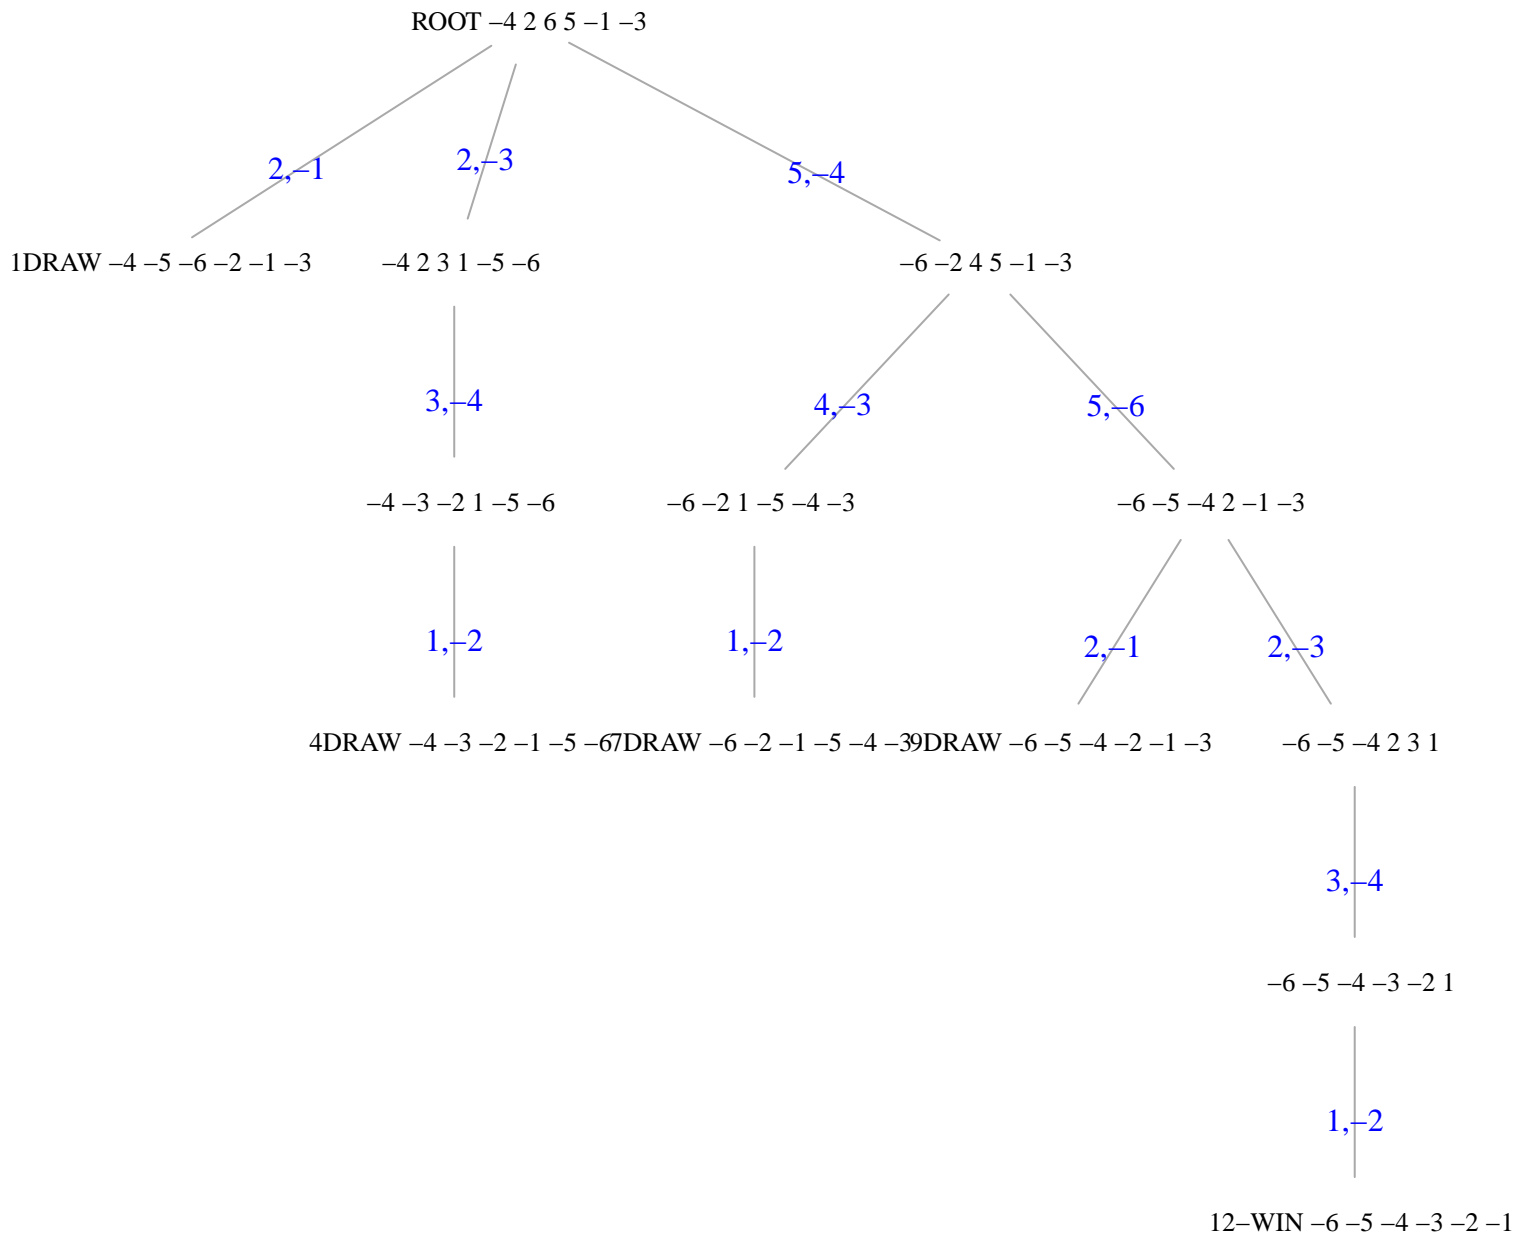 ROOT –4 2 6 5 –1 –3
2,–1
2,–3
5,–4
1DRAW –4 –5 –6 –2 –1 –3
–4 2 3 1 –5 –6
–6 –2 4 5 –1 –3
3,–4
4,–3
5,–6
–4 –3 –2 1 –5 –6
–6 –2 1 –5 –4 –3
–6 –5 –4 2 –1 –3
1,–2
1,–2
2,–1
2,–3
4DRAW –4 –3 –2 –1 –5 –6
7DRAW –6 –2 –1 –5 –4 –3
9DRAW –6 –5 –4 –2 –1 –3
–6 –5 –4 2 3 1
3,–4
–6 –5 –4 –3 –2 1
1,–2
12–WIN –6 –5 –4 –3 –2 –1